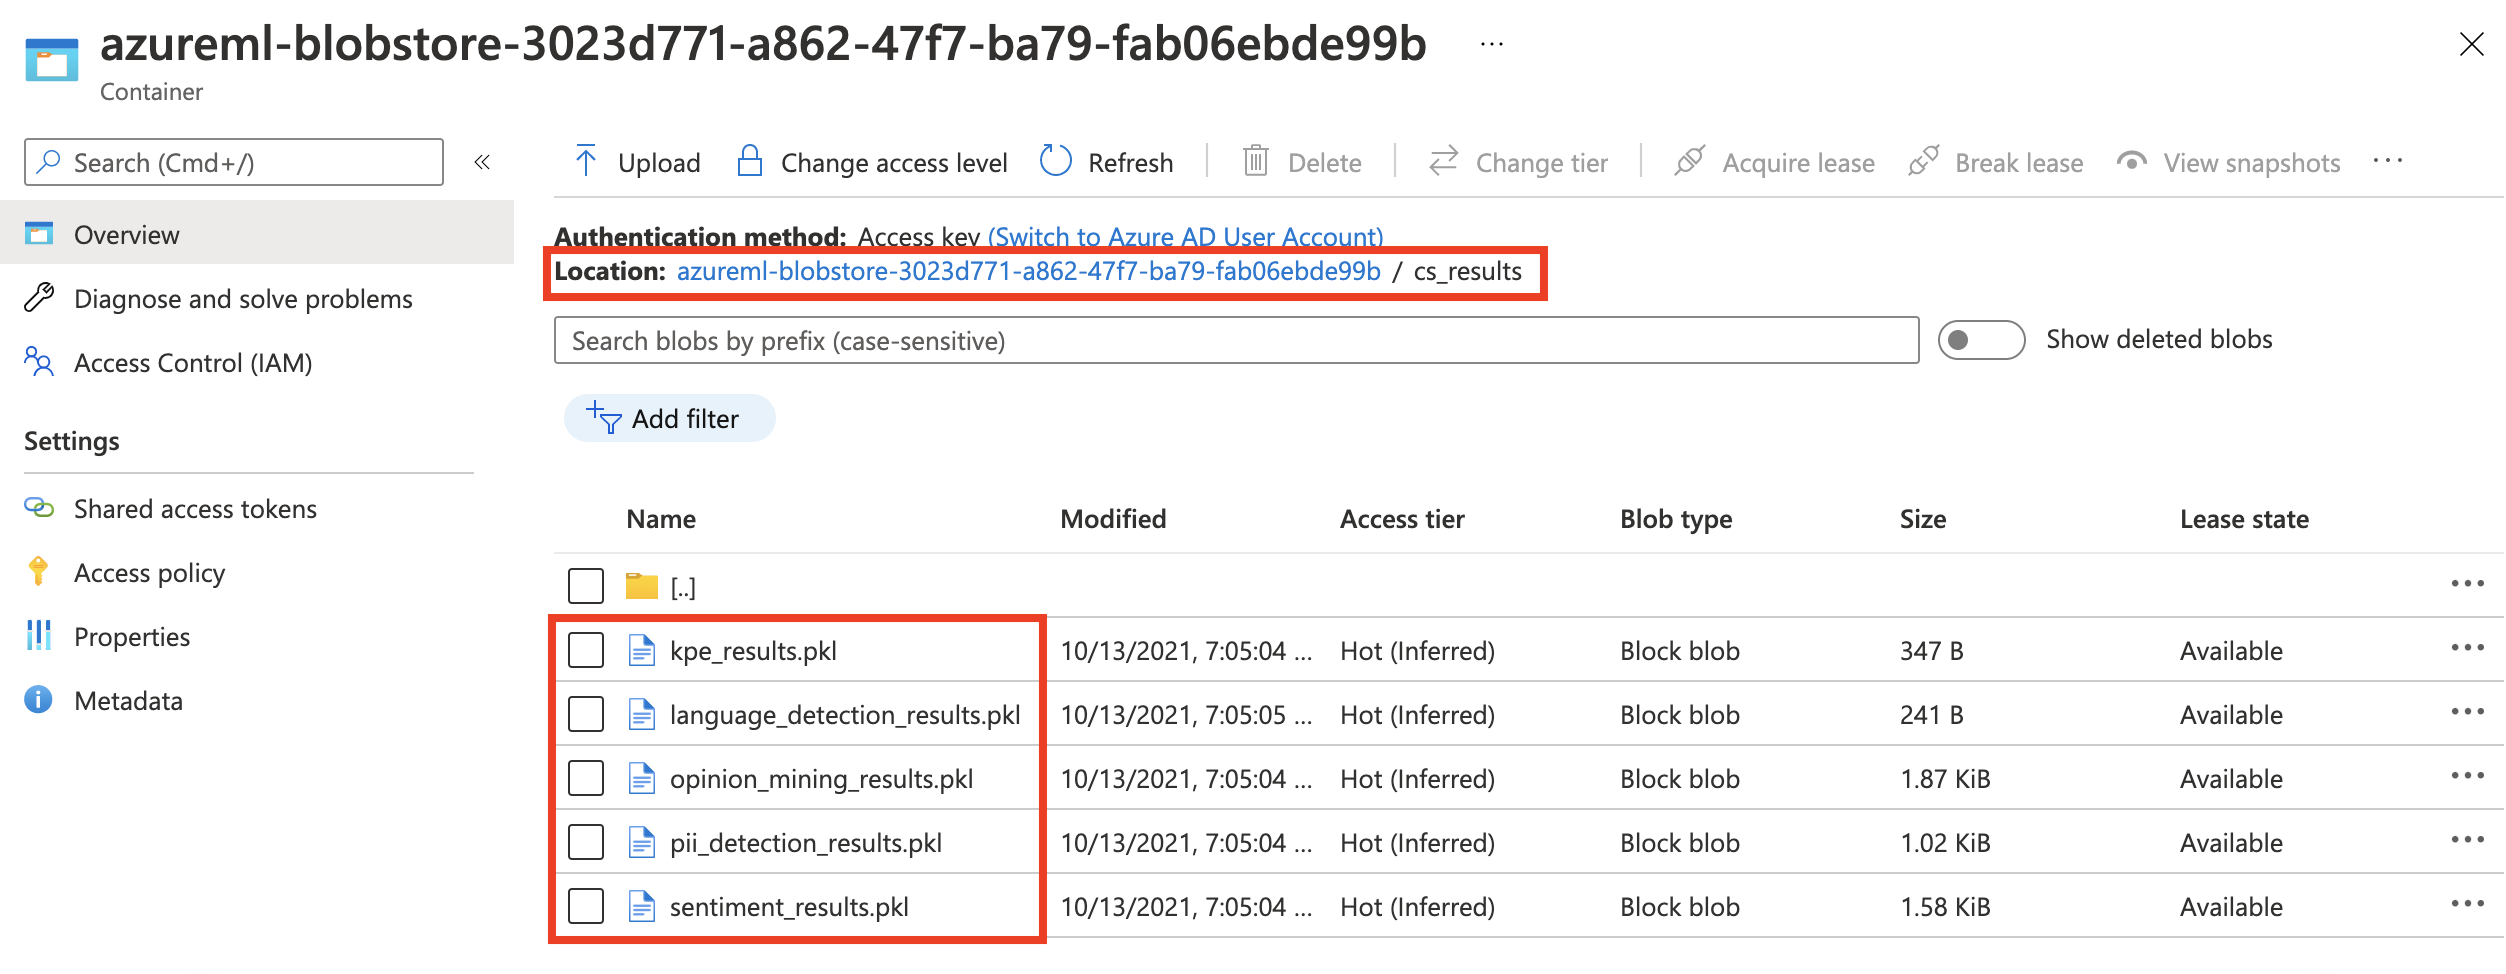 azureml-blobstore-3023d771-a862-47f7-ba79-fab06ebde99b ...
Container
Search (Cmd+/) «
Upload Change access level Refresh Delete Change tier Acquire lease Break lease View snapshots ...
Overview
Diagnose and solve problems
Access Control (IAM)
Settings
Shared access tokens
Access policy
Properties
Metadata
Authentication method: Access key (Switch to Azure AD User Account)
Location: azureml-blobstore-3023d771-a862-47f7-ba79-fab06ebde99b / cs_results
Search blobs by prefix (case-sensitive) Show deleted blobs
Add filter
Name Modified Access tier Blob type Size Lease state
[..] ...
kpe_results.pkl 10/13/2021, 7:05:04 ... Hot (Inferred) Block blob 347 B Available ...
language_detection_results.pkl 10/13/2021, 7:05:05 ... Hot (Inferred) Block blob 241 B Available ...
opinion_mining_results.pkl 10/13/2021, 7:05:04 ... Hot (Inferred) Block blob 1.87 KiB Available ...
pii_detection_results.pkl 10/13/2021, 7:05:04 ... Hot (Inferred) Block blob 1.02 KiB Available ...
sentiment_results.pkl 10/13/2021, 7:05:04 ... Hot (Inferred) Block blob 1.58 KiB Available ...